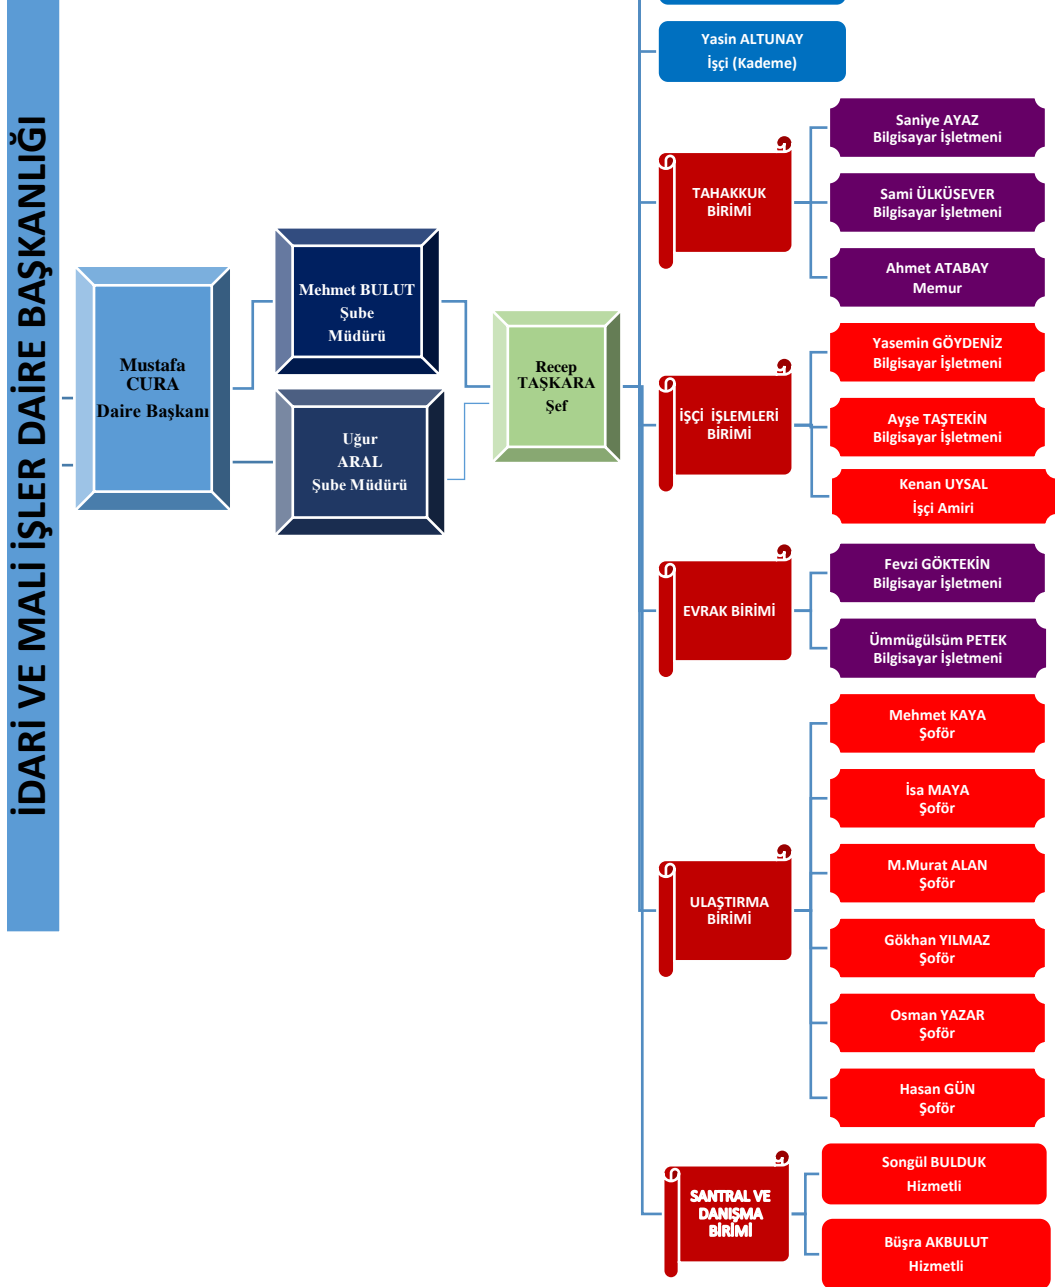 İDARİ VE MALİ İŞLER DAİRE BAŞKANLIĞI
Mustafa
CURA
Daire Başkanı
Mehmet BULUT
Şube
Müdürü
Uğur
ARAL
Şube Müdürü
Recep
TAŞKARA
Şef
Yasin ALTUNAY
İşçi (Kademe)
TAHAKKUK
BİRİMİ
Saniye AYAZ
Bilgisayar İşletmeni
Sami ÜLKÜSEVER
Bilgisayar İşletmeni
Ahmet ATABAY
Memur
İŞÇİ İŞLEMLERİ
BİRİMİ
Yasemin GÖYDENİZ
Bilgisayar İşletmeni
Ayşe TAŞTEKİN
Bilgisayar İşletmeni
Kenan UYSAL
İşçi Amiri
EVRAK BİRİMİ
Fevzi GÖKTEKİN
Bilgisayar İşletmeni
Ümmügülsüm PETEK
Bilgisayar İşletmeni
ULAŞTIRMA
BİRİMİ
Mehmet KAYA
Şoför
İsa MAYA
Şoför
M.Murat ALAN
Şoför
Gökhan YILMAZ
Şoför
Osman YAZAR
Şoför
Hasan GÜN
Şoför
SANTRAL VE
DANIŞMA
BİRİMİ
Songül BULDUK
Hizmetli
Büşra AKBULUT
Hizmetli